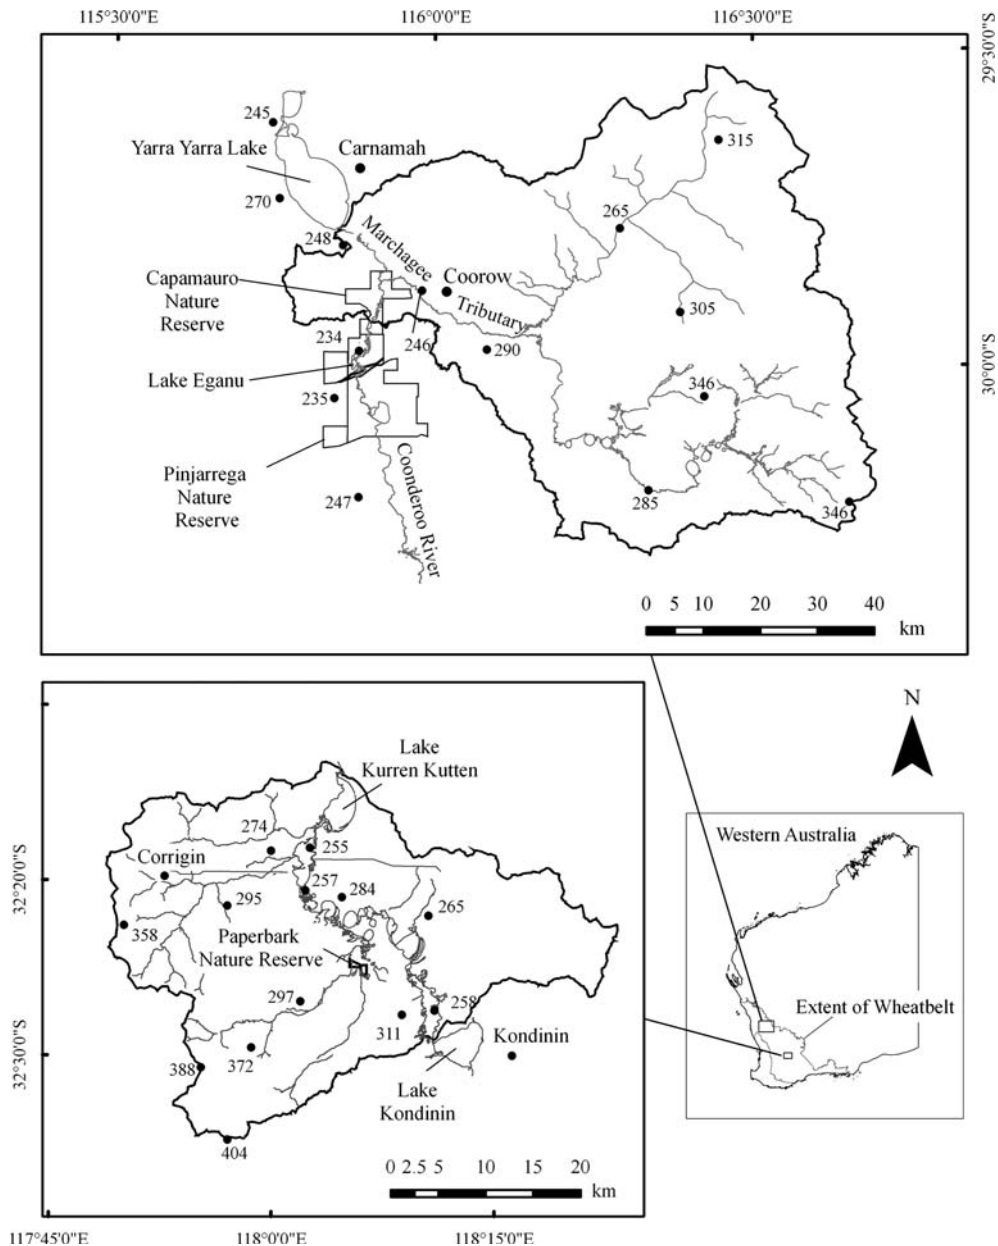 115°30'0"E
116°0'0"E
116°30'0"E
29°30'0"S
245
Yarra Yarra Lake
Carnamah
315
270
265
248
Marchagee
Tributary
Capamauro
Nature
Reserve
Coorow
305
234
246
290
30°0'0"S
Lake Eganu
235
346
Pinjarrega
Nature
Reserve
247
Coonderoo River
285
346
0 5 10 20 30 40
km
N
Lake
Kurren Kutten
274
255
Corrigin
257
284
32°20'0"S
295
265
358
Paperbark
Nature Reserve
297
258
311
Kondinin
372
388
32°30'0"S
Lake
Kondinin
404
0 2.5 5 10 15 20
km
117°45'0"E
118°0'0"E
118°15'0"E
Western Australia
Extent of Wheatbelt